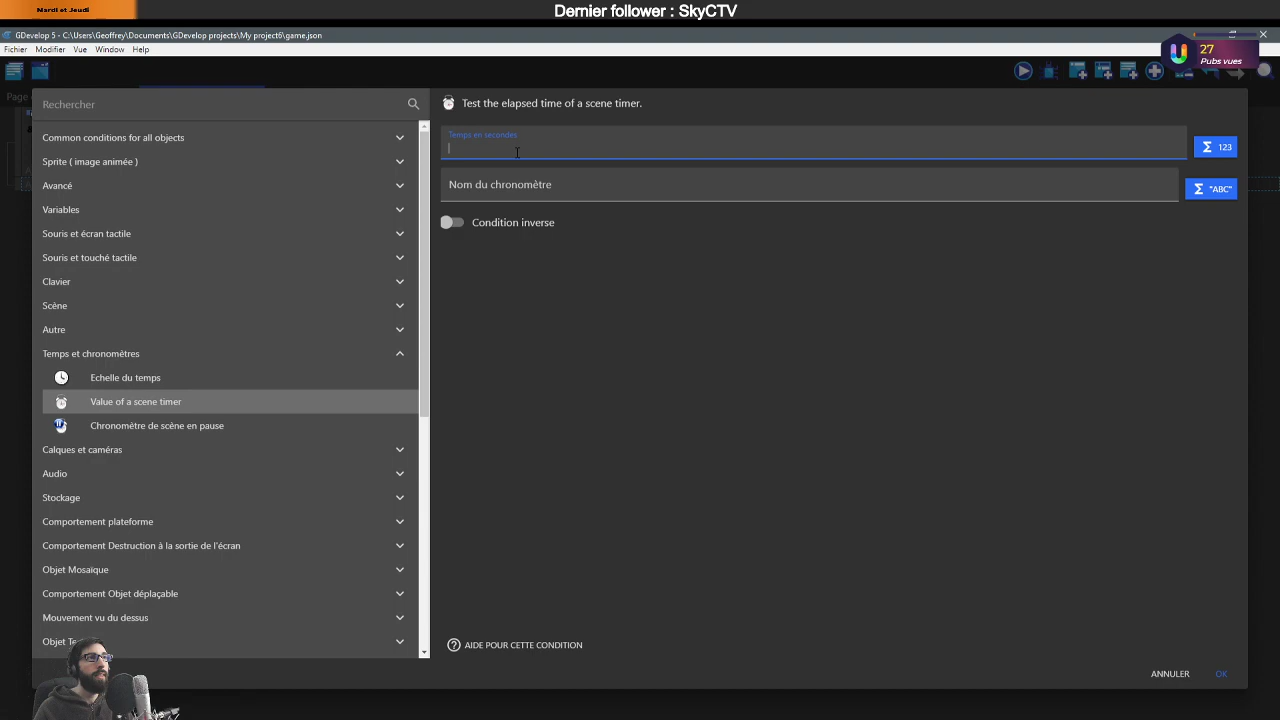 Mardi et Jeudi
Dernier follower : SkyCTV
GDevelop 5 - C:\Users\Geoffrey\Documents\GDevelop projects\My project6\game.json
Fichier Modifier Vue Window Help
27
Pubs vues
Page
Rechercher
Common conditions for all objects
Sprite ( image animée )
Avancé
Variables
Souris et écran tactile
Souris et touché tactile
Clavier
Scène
Autre
Temps et chronomètres
Echelle du temps
Value of a scene timer
Chronomètre de scène en pause
Calques et caméras
Audio
Stockage
Comportement plateforme
Comportement Destruction à la sortie de l'écran
Objet Mosaïque
Comportement Objet déplaçable
Mouvement vu du dessus
Objet
Test the elapsed time of a scene timer.
Temps en secondes
Σ 123
Nom du chronomètre
Σ "ABC"
Condition inverse
AIDE POUR CETTE CONDITION
ANNULER OK